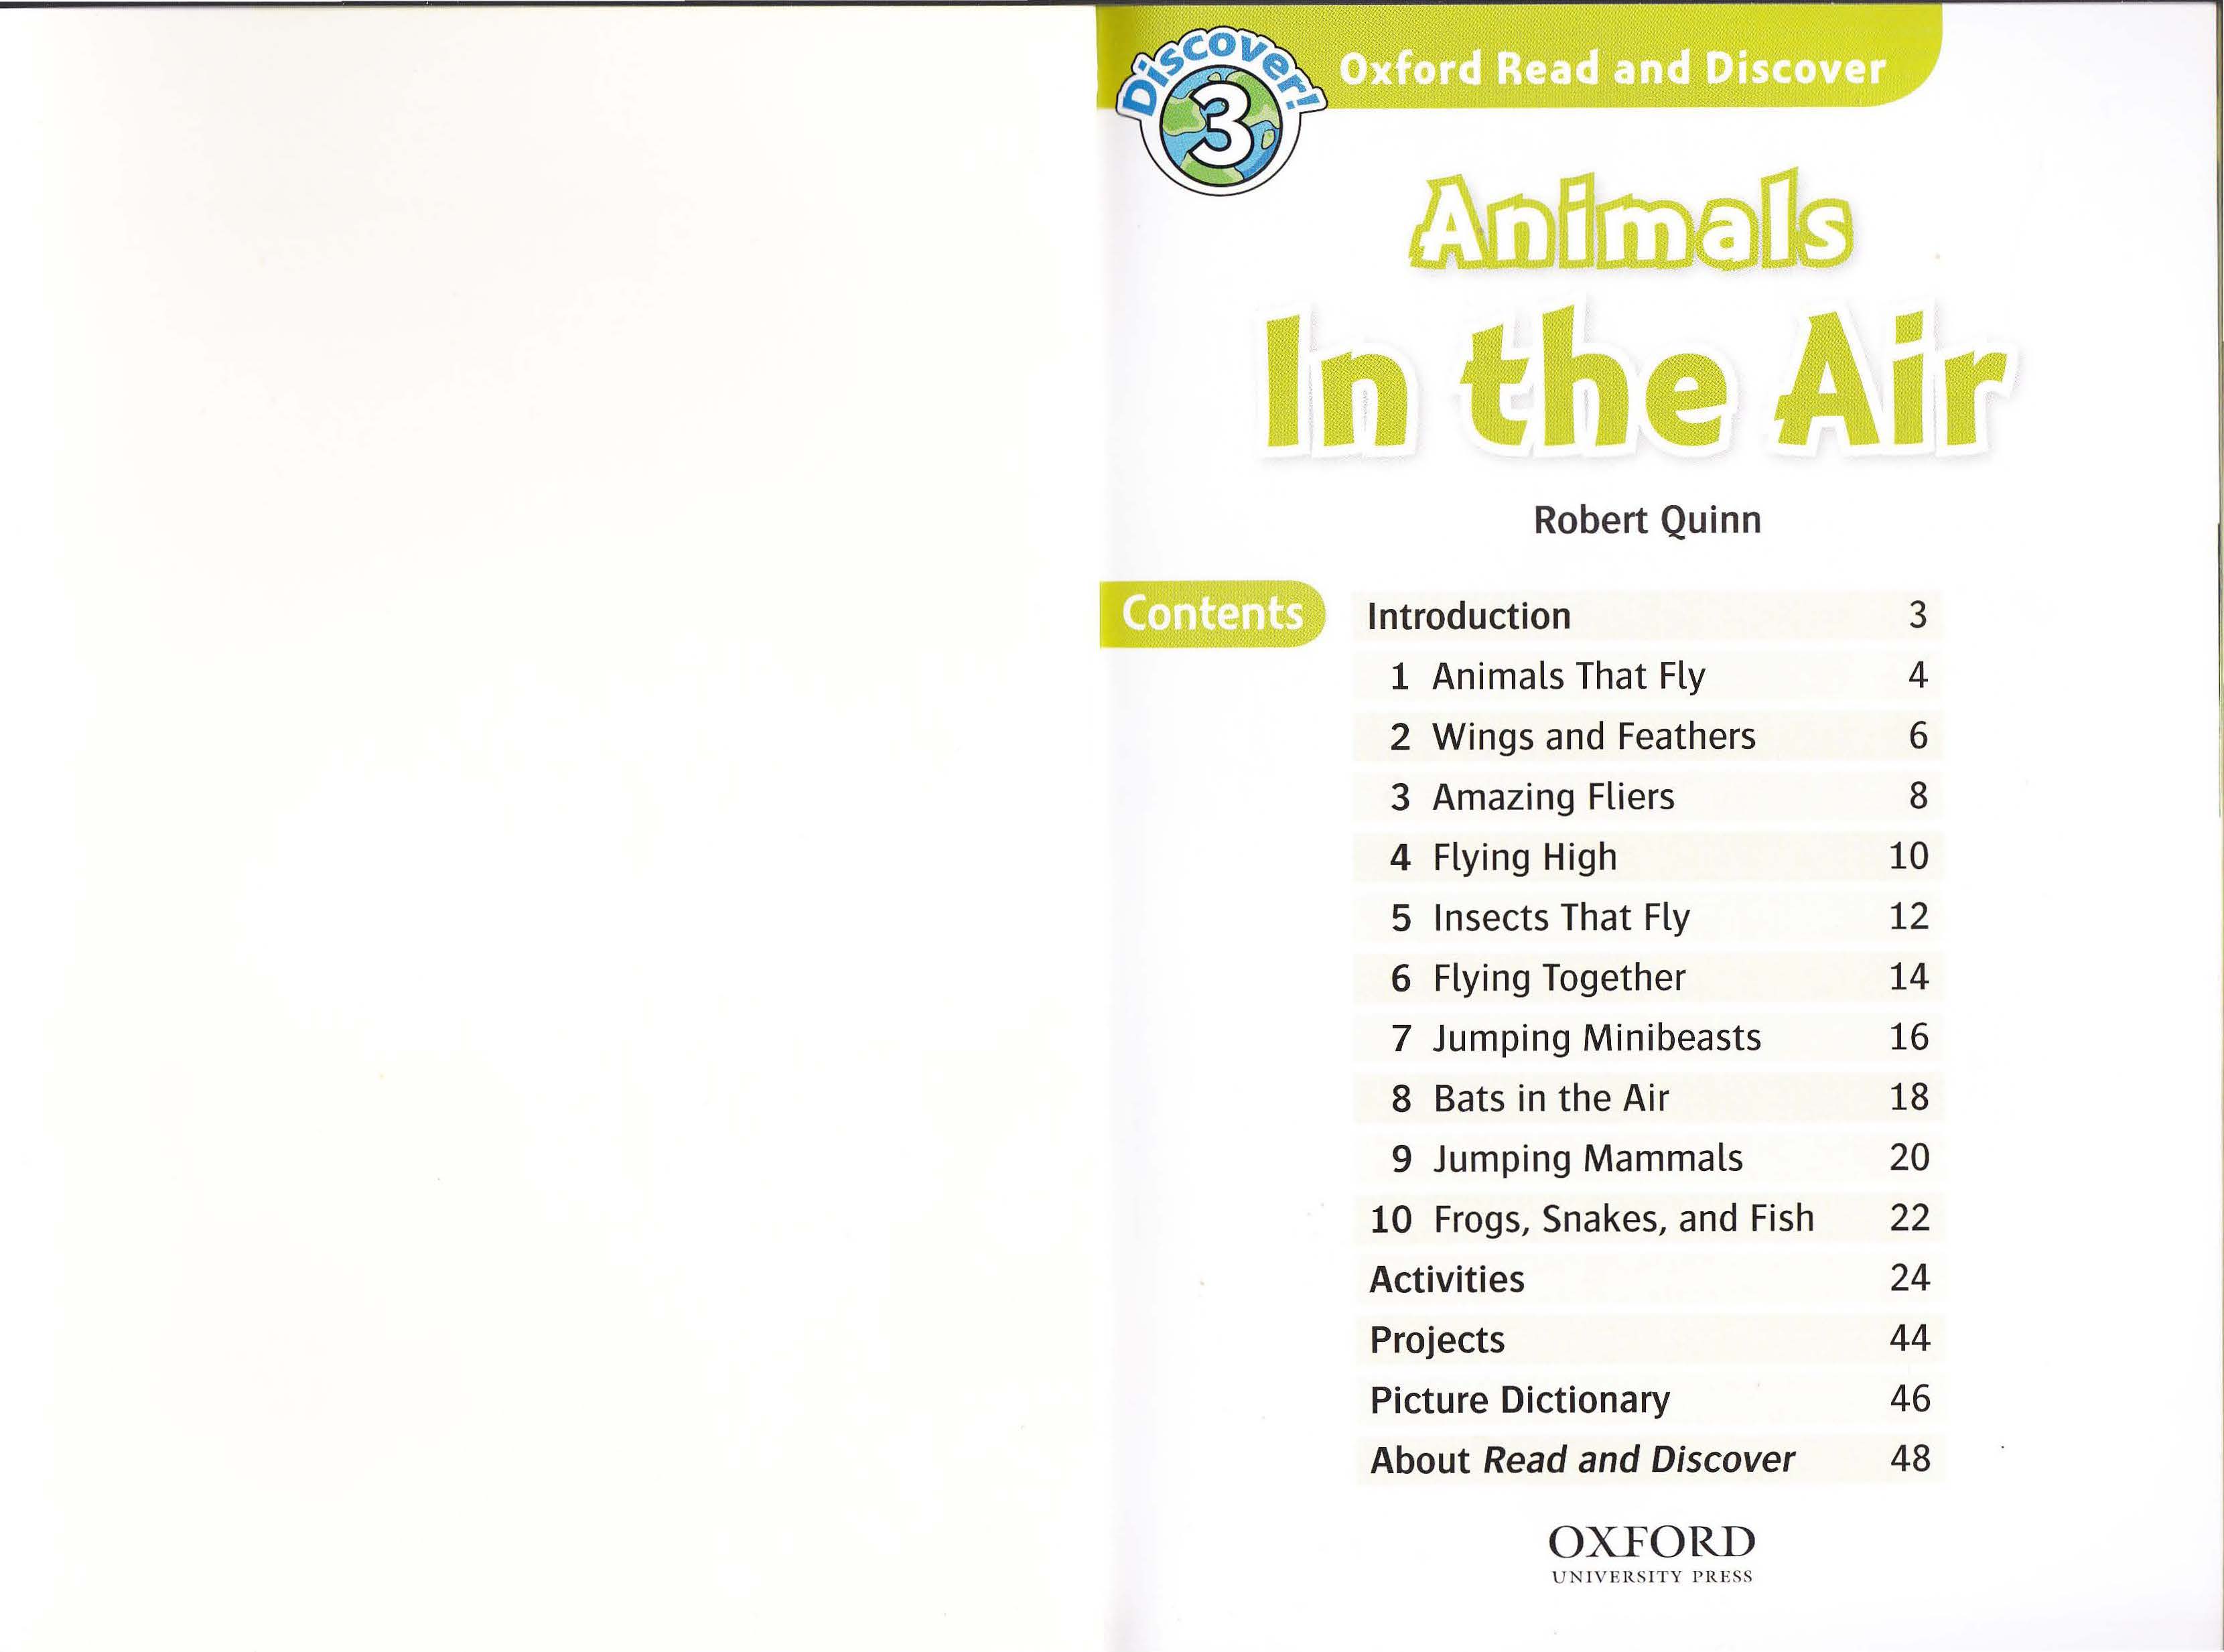 Discover!
3
Oxford Read and Discover
Animals
In the Air
Robert Quinn
Contents
Introduction 3
1 Animals That Fly 4
2 Wings and Feathers 6
3 Amazing Fliers 8
4 Flying High 10
5 Insects That Fly 12
6 Flying Together 14
7 Jumping Minibeasts 16
8 Bats in the Air 18
9 Jumping Mammals 20
10 Frogs, Snakes, and Fish 22
Activities 24
Projects 44
Picture Dictionary 46
About Read and Discover 48
OXFORD
UNIVERSITY PRESS